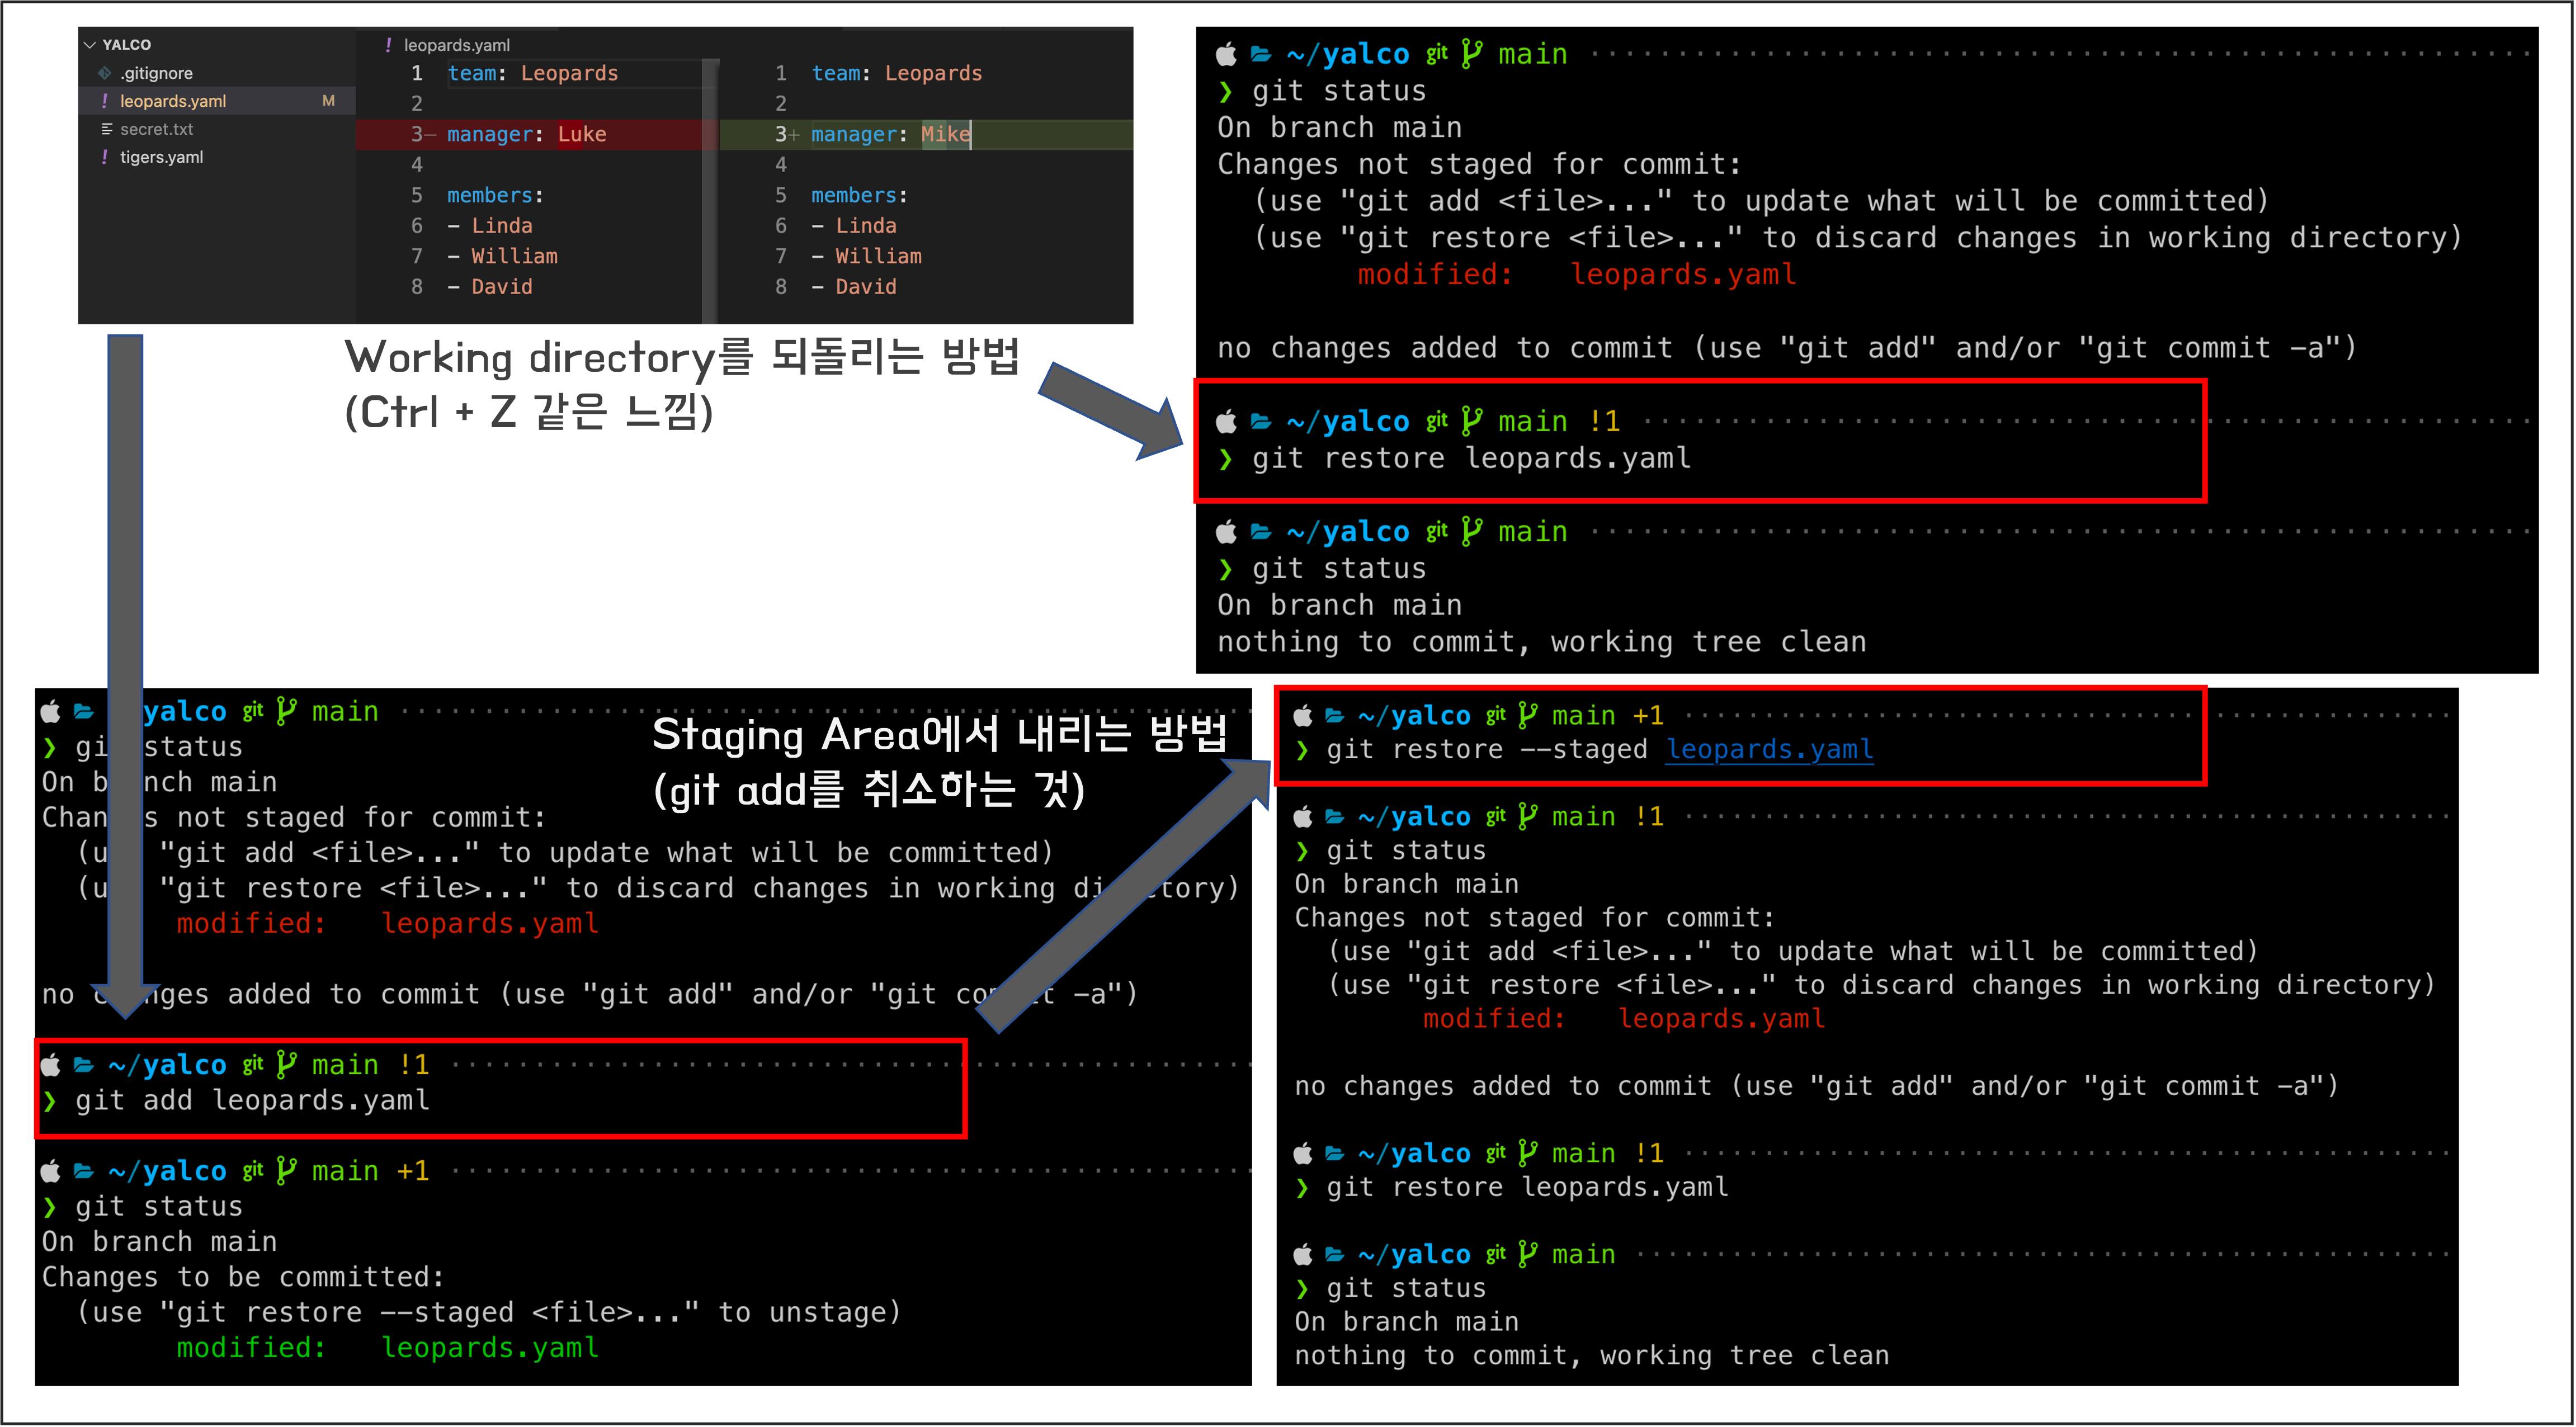 YALCO
.gitignore
leopards.yaml M
secret.txt
tigers.yaml
! leopards.yaml
1 team: Leopards
2
3– manager: Luke
4
5 members:
6 – Linda
7 – William
8 – David
1 team: Leopards
2
3+ manager: Mike
4
5 members:
6 – Linda
7 – William
8 – David
Working directory를 되돌리는 방법
(Ctrl + Z 같은 느낌)
~/yalco git main
❯ git status
On branch main
Changes not staged for commit:
(use "git add <file>..." to update what will be committed)
(use "git restore <file>..." to discard changes in working directory)
modified: leopards.yaml
no changes added to commit (use "git add" and/or "git commit -a")
~/yalco git main !1
❯ git restore leopards.yaml
~/yalco git main
❯ git status
On branch main
nothing to commit, working tree clean
yalco git main
❯ git status
On branch main
Changes not staged for commit:
"git add <file>..." to update what will be committed)
"git restore <file>..." to discard changes in working directory)
modified: leopards.yaml
no changes added to commit (use "git add" and/or "git commit -a")
~/yalco git main !1
❯ git add leopards.yaml
~/yalco git main +1
❯ git status
On branch main
Changes to be committed:
(use "git restore --staged <file>..." to unstage)
modified: leopards.yaml
Staging Area에서 내리는 방법
(git add를 취소하는 것)
~/yalco git main +1
❯ git restore --staged leopards.yaml
~/yalco git main !1
❯ git status
On branch main
Changes not staged for commit:
(use "git add <file>..." to update what will be committed)
(use "git restore <file>..." to discard changes in working directory)
modified: leopards.yaml
no changes added to commit (use "git add" and/or "git commit -a")
~/yalco git main !1
❯ git restore leopards.yaml
~/yalco git main
❯ git status
On branch main
nothing to commit, working tree clean